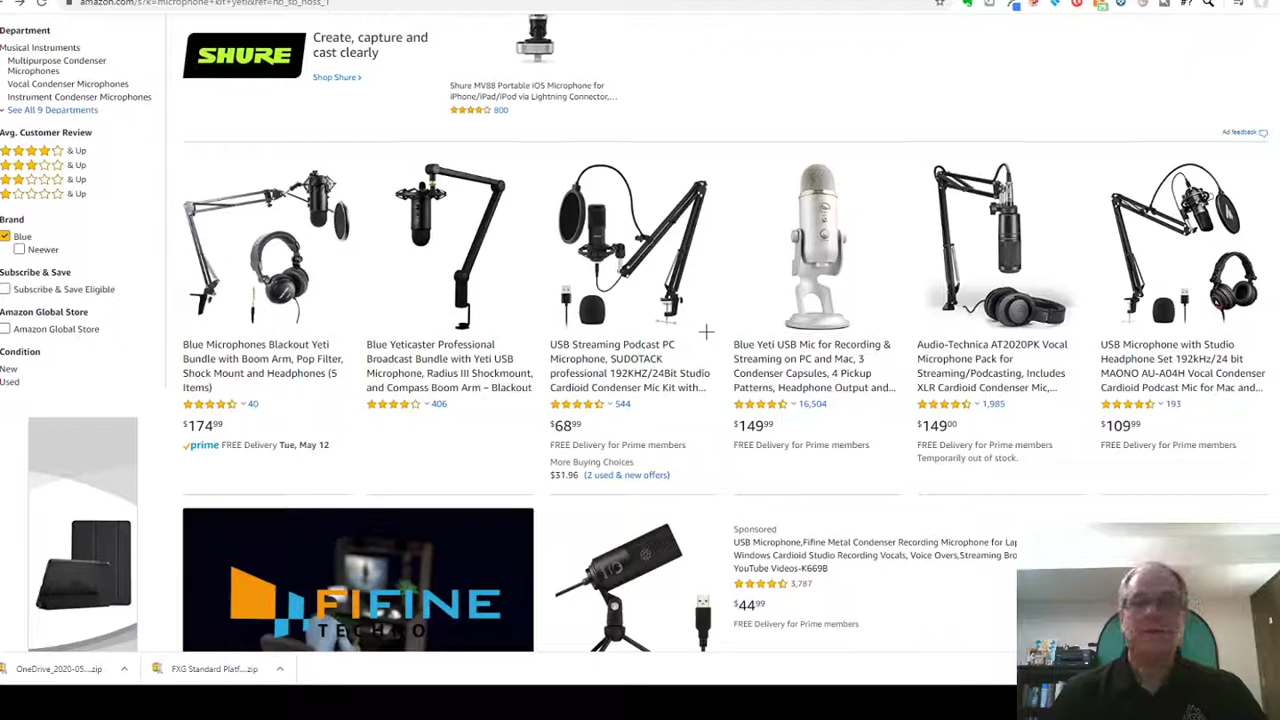 amazon.com/s?k=microphone+kit+yeti&ref=nb_sb_noss_1
Department
Musical Instruments
Multipurpose Condenser
Microphones
Vocal Condenser Microphones
Instrument Condenser Microphones
See All 9 Departments
Avg. Customer Review
& Up
& Up
& Up
& Up
Brand
Blue
Neewer
Subscribe & Save
Subscribe & Save Eligible
Amazon Global Store
Amazon Global Store
Condition
New
Used
SHURE
Create, capture and
cast clearly
Shop Shure ›
Shure MV88 Portable iOS Microphone for
iPhone/iPad/iPod via Lightning Connector,...
800
Ad feedback
Blue Microphones Blackout Yeti
Bundle with Boom Arm, Pop Filter,
Shock Mount and Headphones (5
Items)
40
$174.99
prime FREE Delivery Tue, May 12
Blue Yeticaster Professional
Broadcast Bundle with Yeti USB
Microphone, Radius III Shockmount,
and Compass Boom Arm – Blackout
406
USB Streaming Podcast PC
Microphone, SUDOTACK
professional 192KHZ/24Bit Studio
Cardioid Condenser Mic Kit with...
544
$68.99
FREE Delivery for Prime members
More Buying Choices
$31.96 (2 used & new offers)
Blue Yeti USB Mic for Recording &
Streaming on PC and Mac, 3
Condenser Capsules, 4 Pickup
Patterns, Headphone Output and...
16,504
$149.99
FREE Delivery for Prime members
Audio-Technica AT2020PK Vocal
Microphone Pack for
Streaming/Podcasting, Includes
XLR Cardioid Condenser Mic,...
1,985
$149.00
FREE Delivery for Prime members
Temporarily out of stock.
USB Microphone with Studio
Headphone Set 192kHz/24 bit
MAONO AU-A04H Vocal Condenser
Cardioid Podcast Mic for Mac and...
193
$109.99
FREE Delivery for Prime members
FIFINE
TECHNO
Sponsored
USB Microphone,Fifine Metal Condenser Recording Microphone for Lap
Windows Cardioid Studio Recording Vocals, Voice Overs,Streaming Bro
YouTube Videos-K669B
3,787
$44.99
FREE Delivery for Prime members
OneDrive_2020-05....zip
FXG Standard Platf....zip